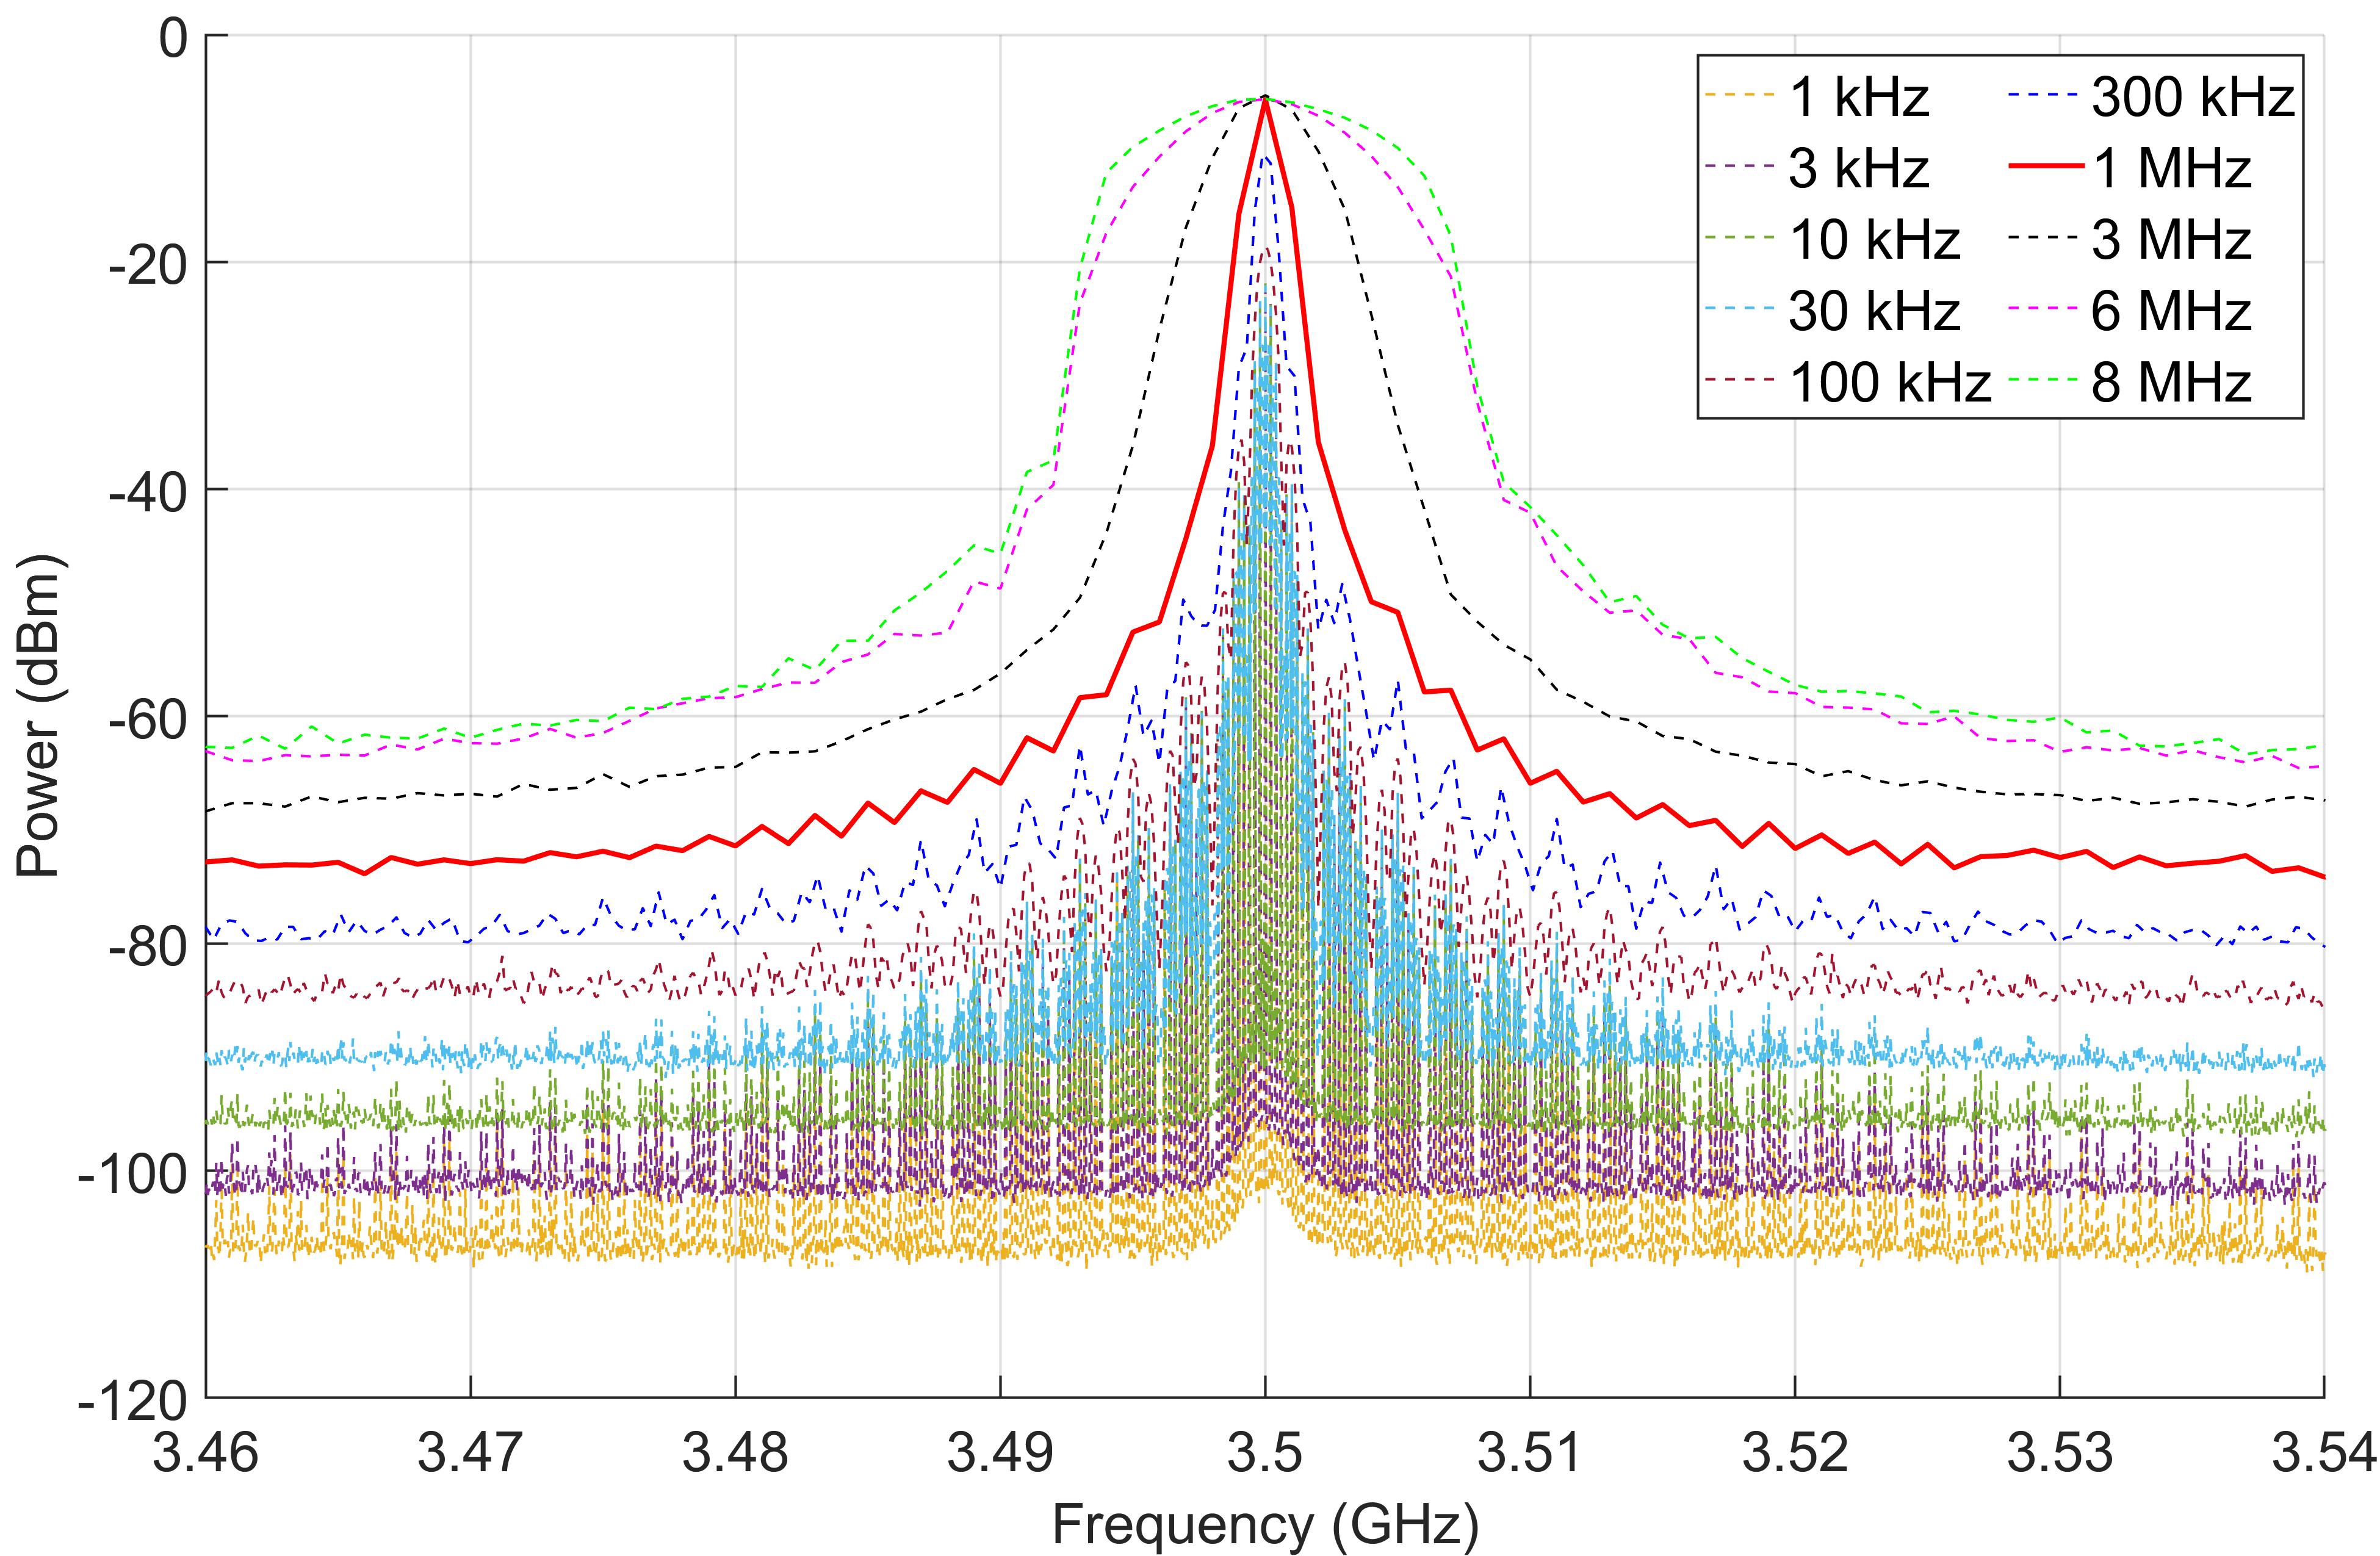 0
-20
-40
-60
-80
-100
-120
Power (dBm)
1 kHz
3 kHz
10 kHz
30 kHz
100 kHz
300 kHz
1 MHz
3 MHz
6 MHz
8 MHz
3.46 3.47 3.48 3.49 3.5 3.51 3.52 3.53 3.54
Frequency (GHz)